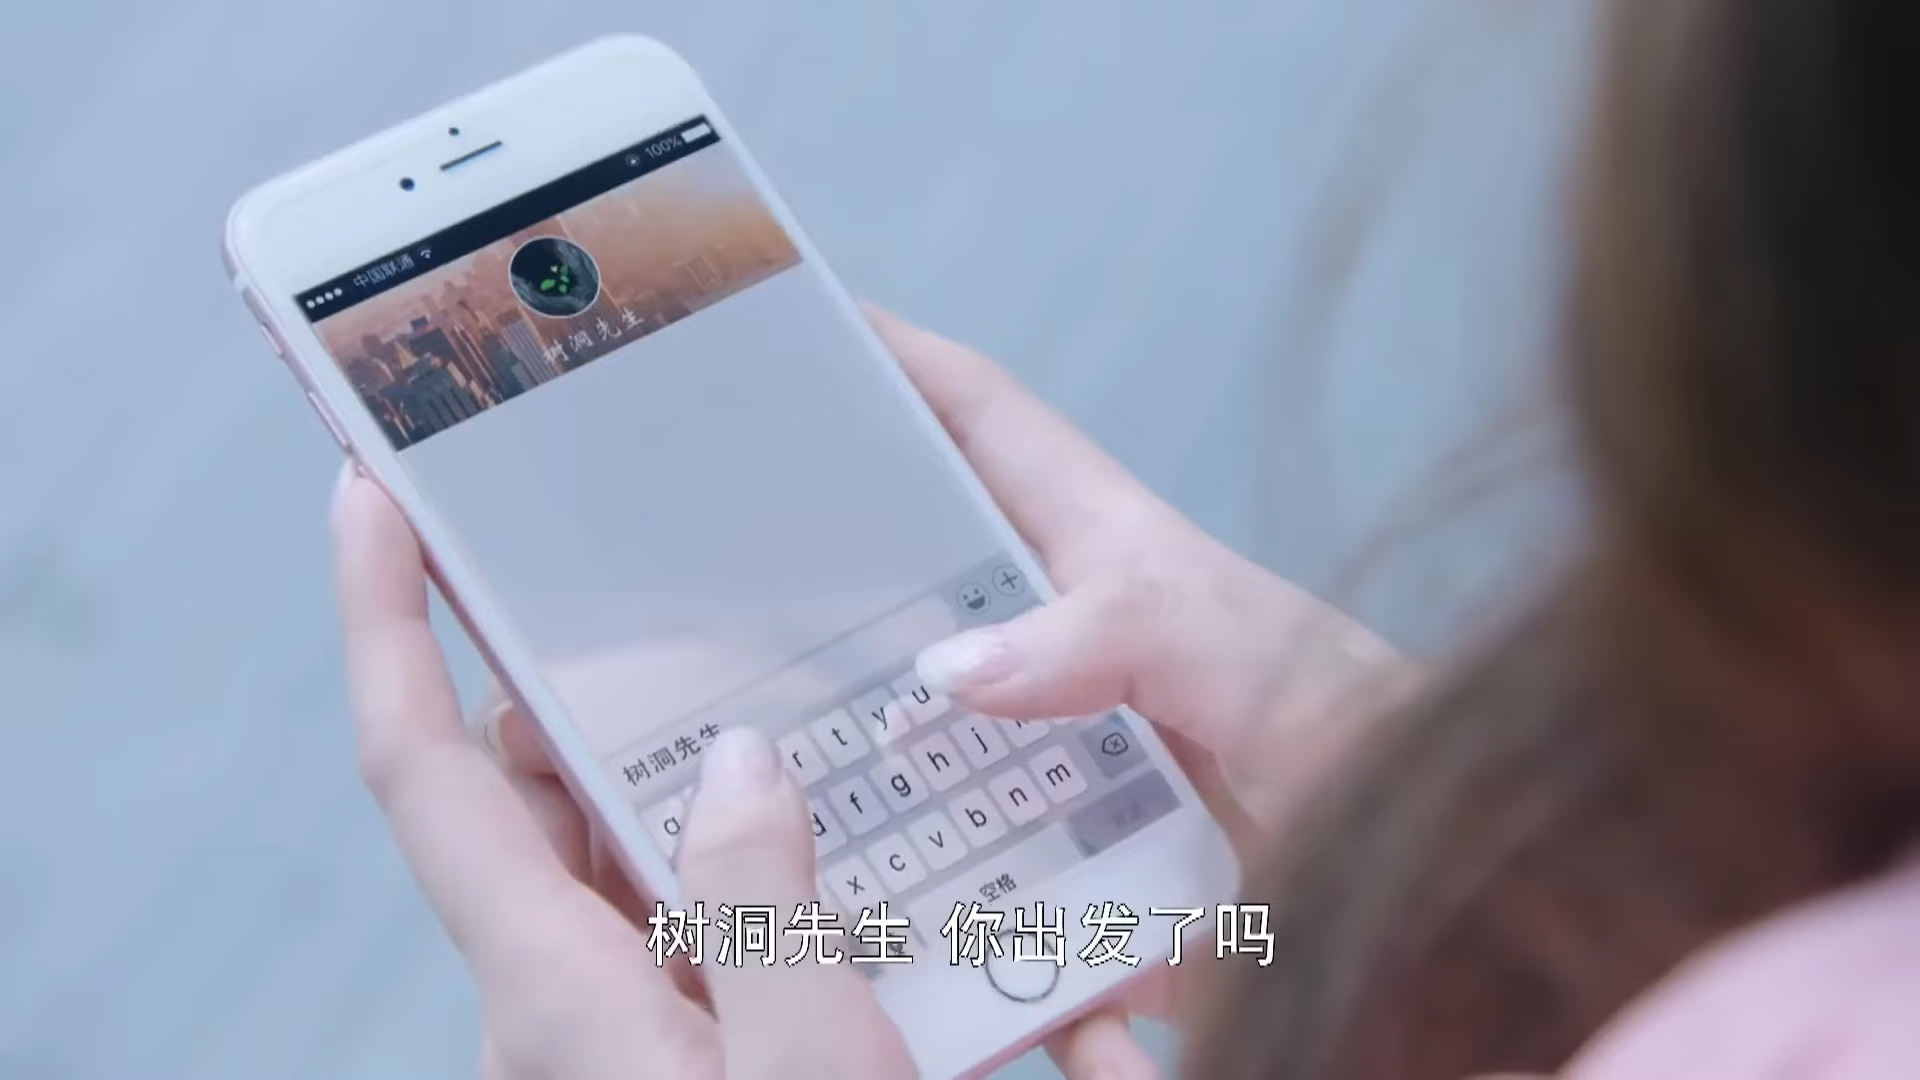 中国联通
100%
树洞先生
树洞先生
r t y u
d f g h j
x c v b n m
空格
树洞先生 你出发了吗